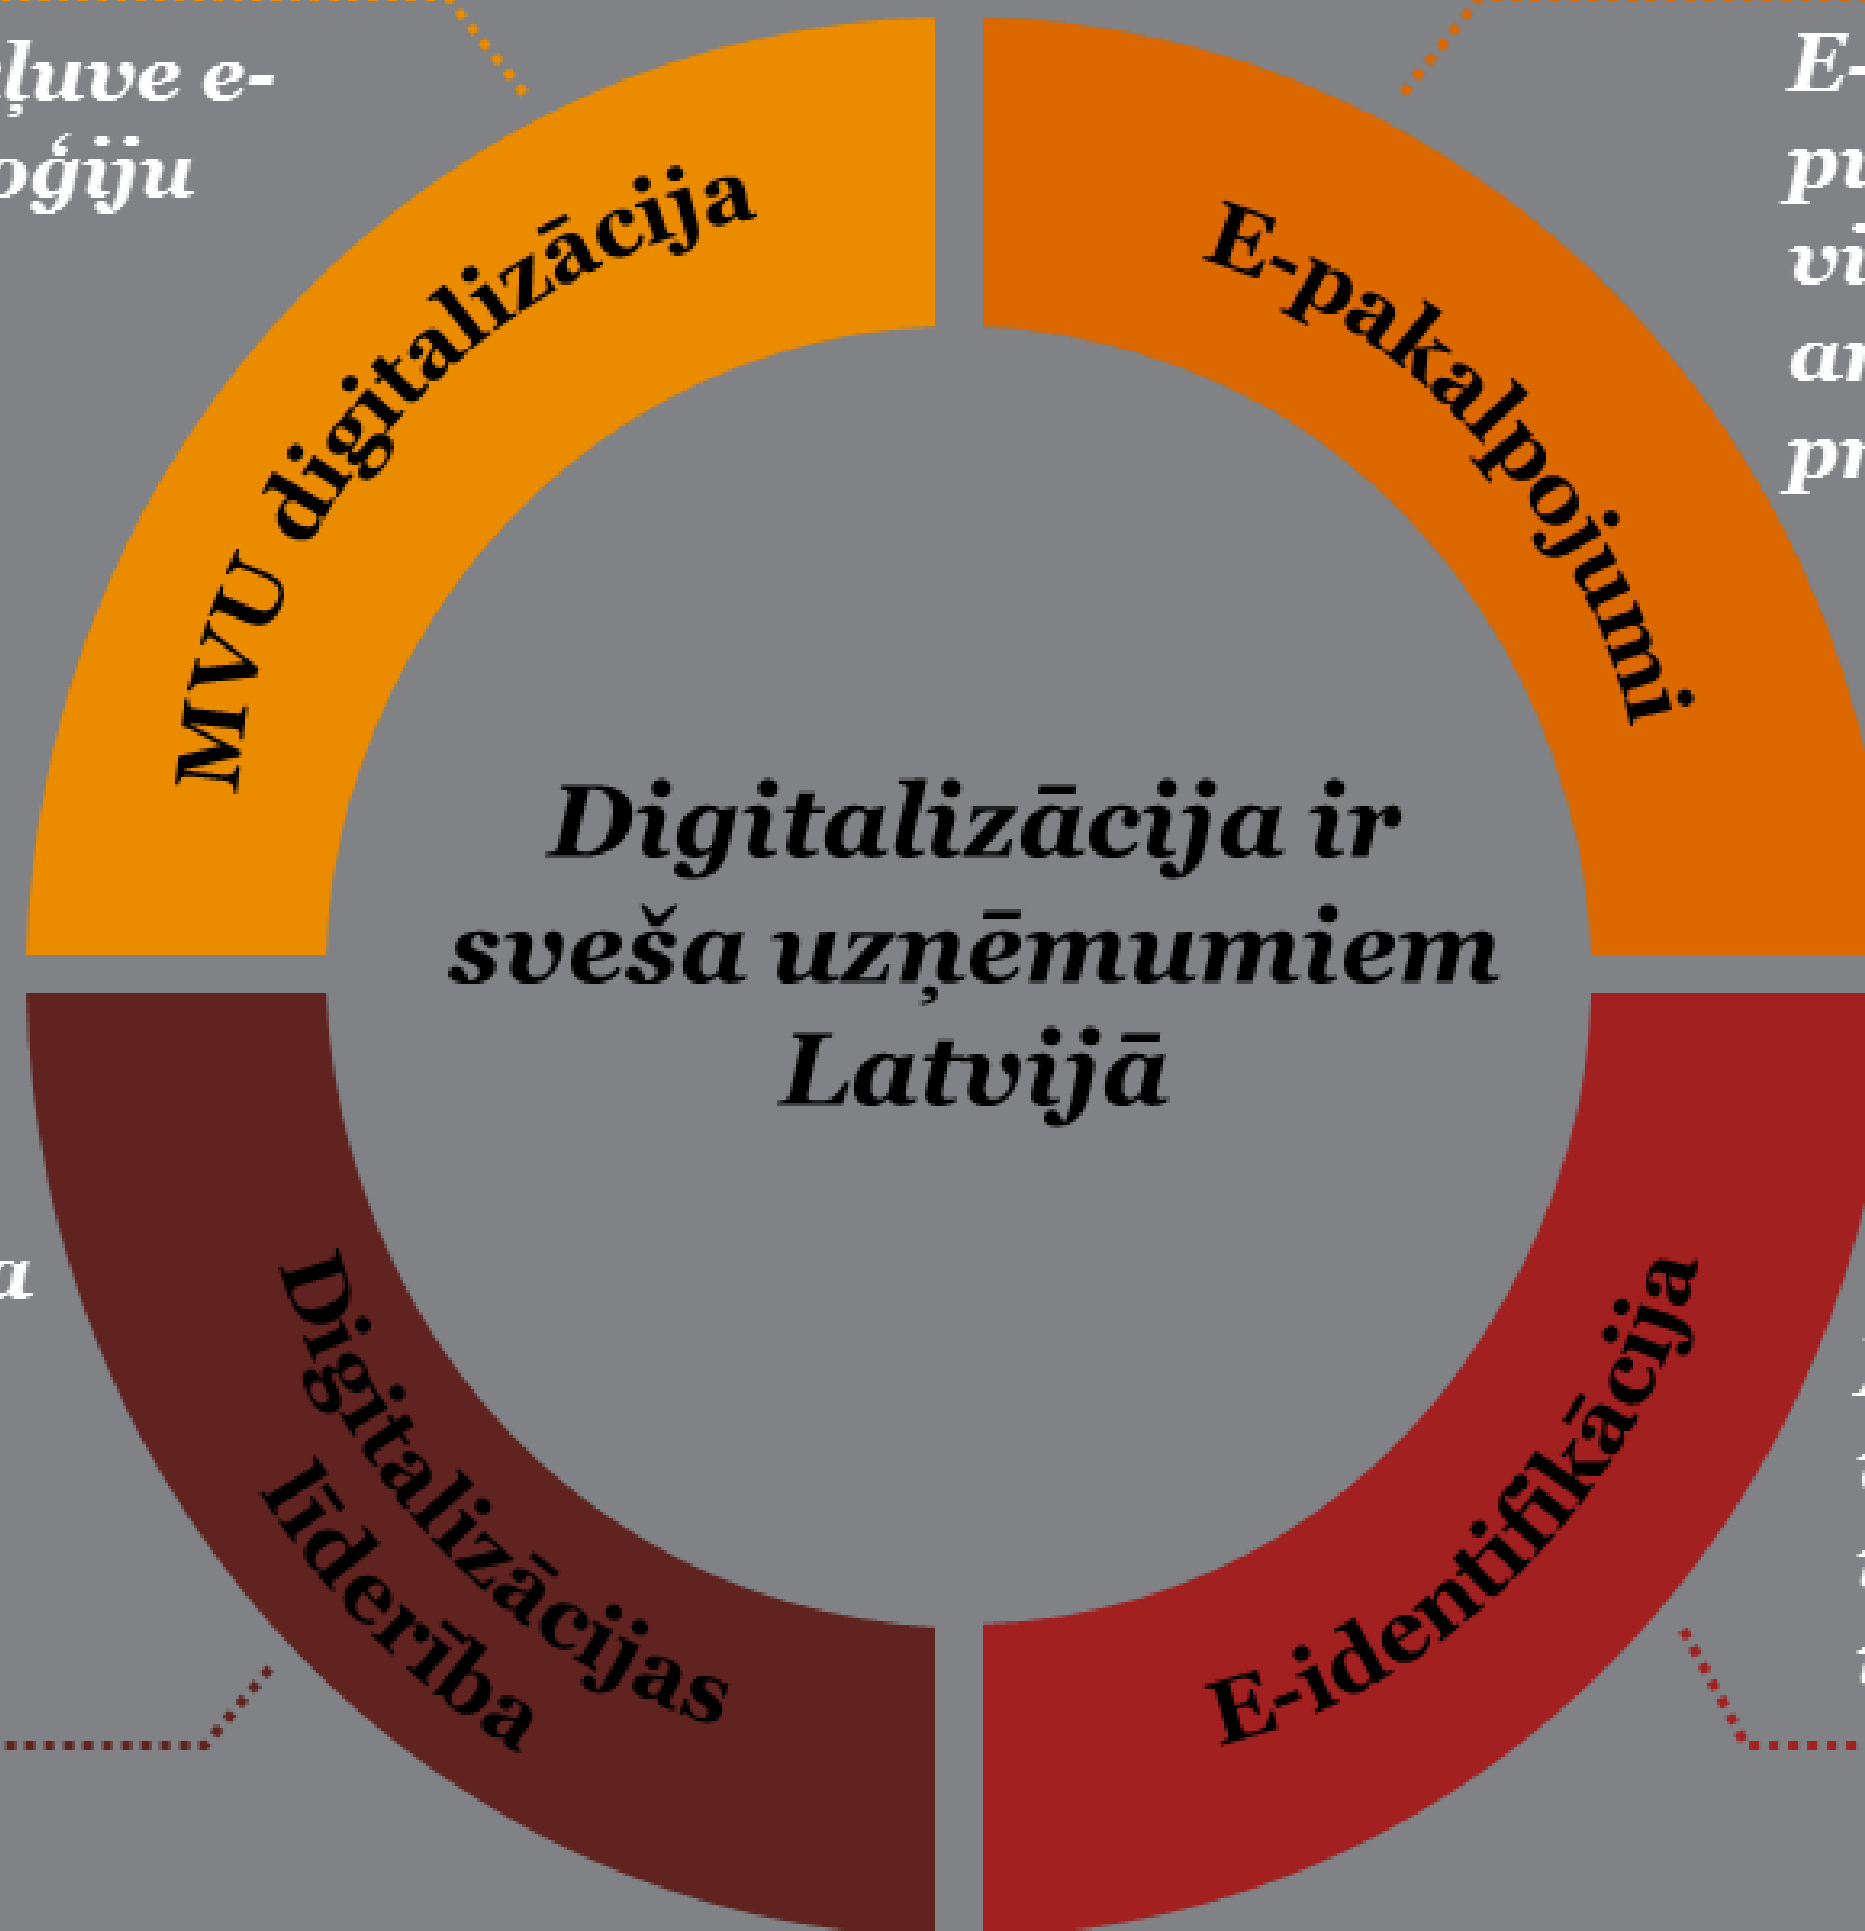 e-
MVU digitalizācija
E-pakalpojumi
Digitalizācija ir
sveša uzņēmumiem
Latvijā
Digitalizācijas
līderība
E-identifikācija